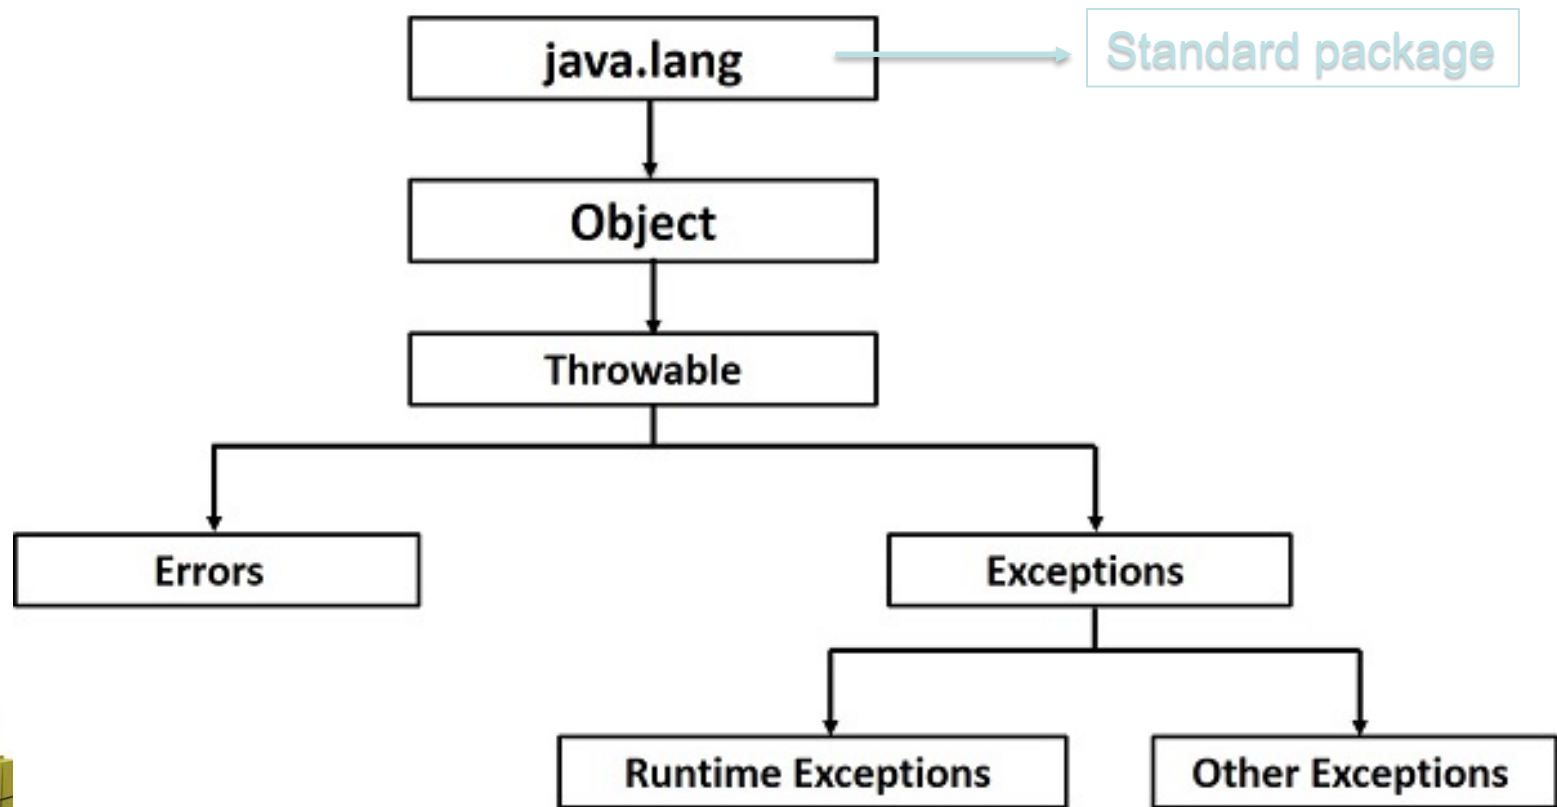 java.lang
Standard package
Object
Throwable
Errors
Exceptions
Runtime Exceptions
Other Exceptions